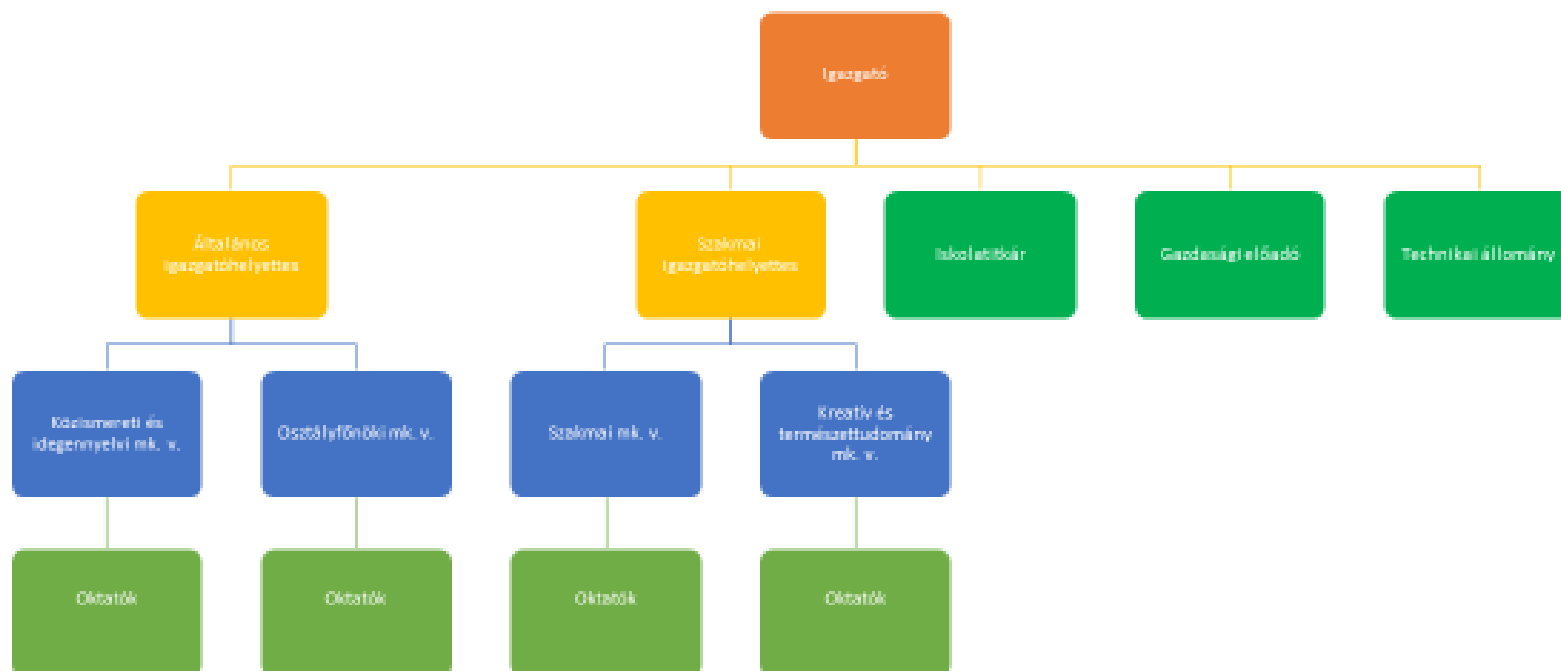 Igazgató
Általános
igazgatóhelyettes
Szakmai
igazgatóhelyettes
Iskolatitkár
Gazdasági előadó
Technikai állomány
Közismereti és
idegennyelvi mk. v.
Osztályfőnöki mk. v.
Szakmai mk. v.
Kreatív és
természettudomány
mk. v.
Oktatók
Oktatók
Oktatók
Oktatók